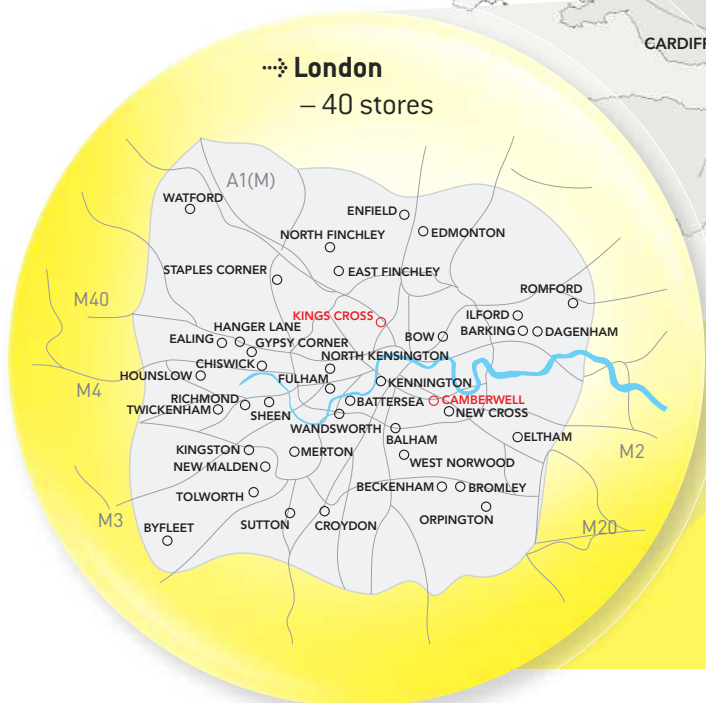 CARDIFF
London
– 40 stores
A1(M)
WATFORD
ENFIELD
EDMONTON
NORTH FINCHLEY
STAPLES CORNER
EAST FINCHLEY
ROMFORD
M40
KINGS CROSS
ILFORD
HANGER LANE
BARKING
DAGENHAM
EALING
GYPSY CORNER
BOW
NORTH KENSINGTON
CHISWICK
M4
HOUNSLOW
FULHAM
KENNINGTON
RICHMOND
BATTERSEA
CAMBERWELL
TWICKENHAM
SHEEN
NEW CROSS
WANDSWORTH
BALHAM
ELTHAM
M2
KINGSTON
MERTON
WEST NORWOOD
NEW MALDEN
TOLWORTH
BECKENHAM
BROMLEY
M3
SUTTON
CROYDON
ORPINGTON
M20
BYFLEET